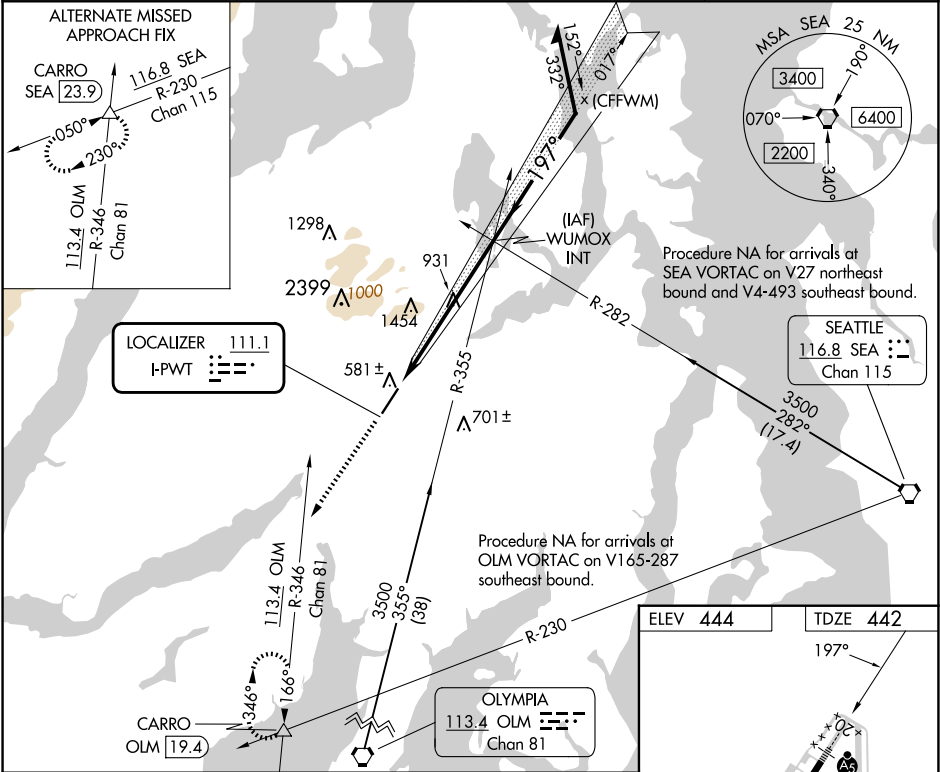 ALTERNATE MISSED
APPROACH FIX
CARRO
SEA 23.9
116.8 SEA
R-230
Chan 115
050°
230°
113.4 OLM
R-346
Chan 81
152°
332°
017°
(CFFWM)
197°
MSA SEA 25 NM
160°
3400
070°
6400
2200
340°
(IAF)
WUMOX
INT
1298
931
2399
1000
1454
Procedure NA for arrivals at
SEA VORTAC on V27 northeast
bound and V4-493 southeast bound.
R-282
LOCALIZER 111.1
I-PWT
581±
R-355
701±
SEATTLE
116.8 SEA
Chan 115
3500
282°
(17.4)
Procedure NA for arrivals at
OLM VORTAC on V165-287
southeast bound.
113.4 OLM
R-346
Chan 81
3500
355°
(38)
R-230
346°
166°
CARRO
OLM 19.4
OLYMPIA
113.4 OLM
Chan 81
ELEV 444
TDZE 442
197°
20
A5